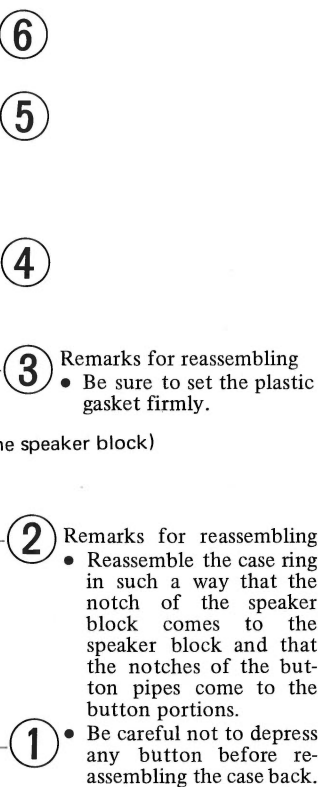 6
5
4
3 Remarks for reassembling
• Be sure to set the plastic
gasket firmly.
ne speaker block)
2 Remarks for reassembling
• Reassemble the case ring
in such a way that the
notch of the speaker
block comes to the
speaker block and that
the notches of the but-
ton pipes come to the
button portions.
1 • Be careful not to depress
any button before re-
assembling the case back.